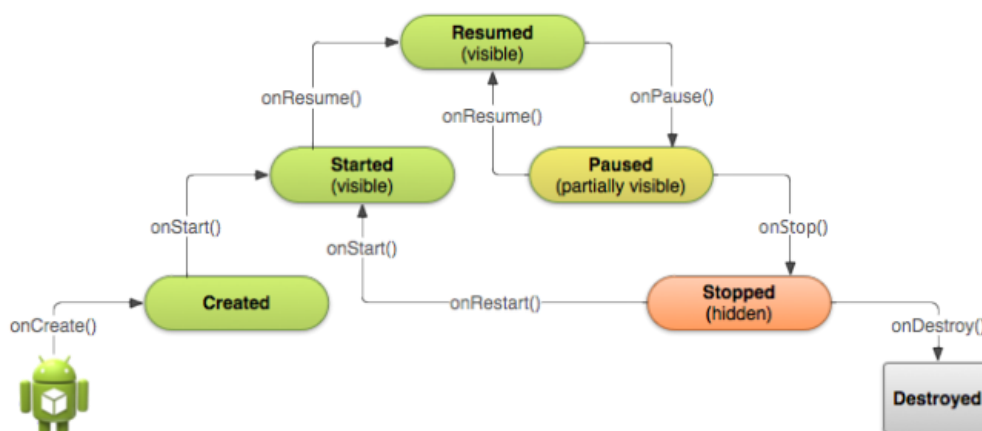 Resumed
(visible)
onResume()
onResume()
onPause()
Started
(visible)
Paused
(partially visible)
onStart()
onStart()
onStop()
Created
onRestart()
Stopped
(hidden)
onCreate()
onDestroy()
Destroyed